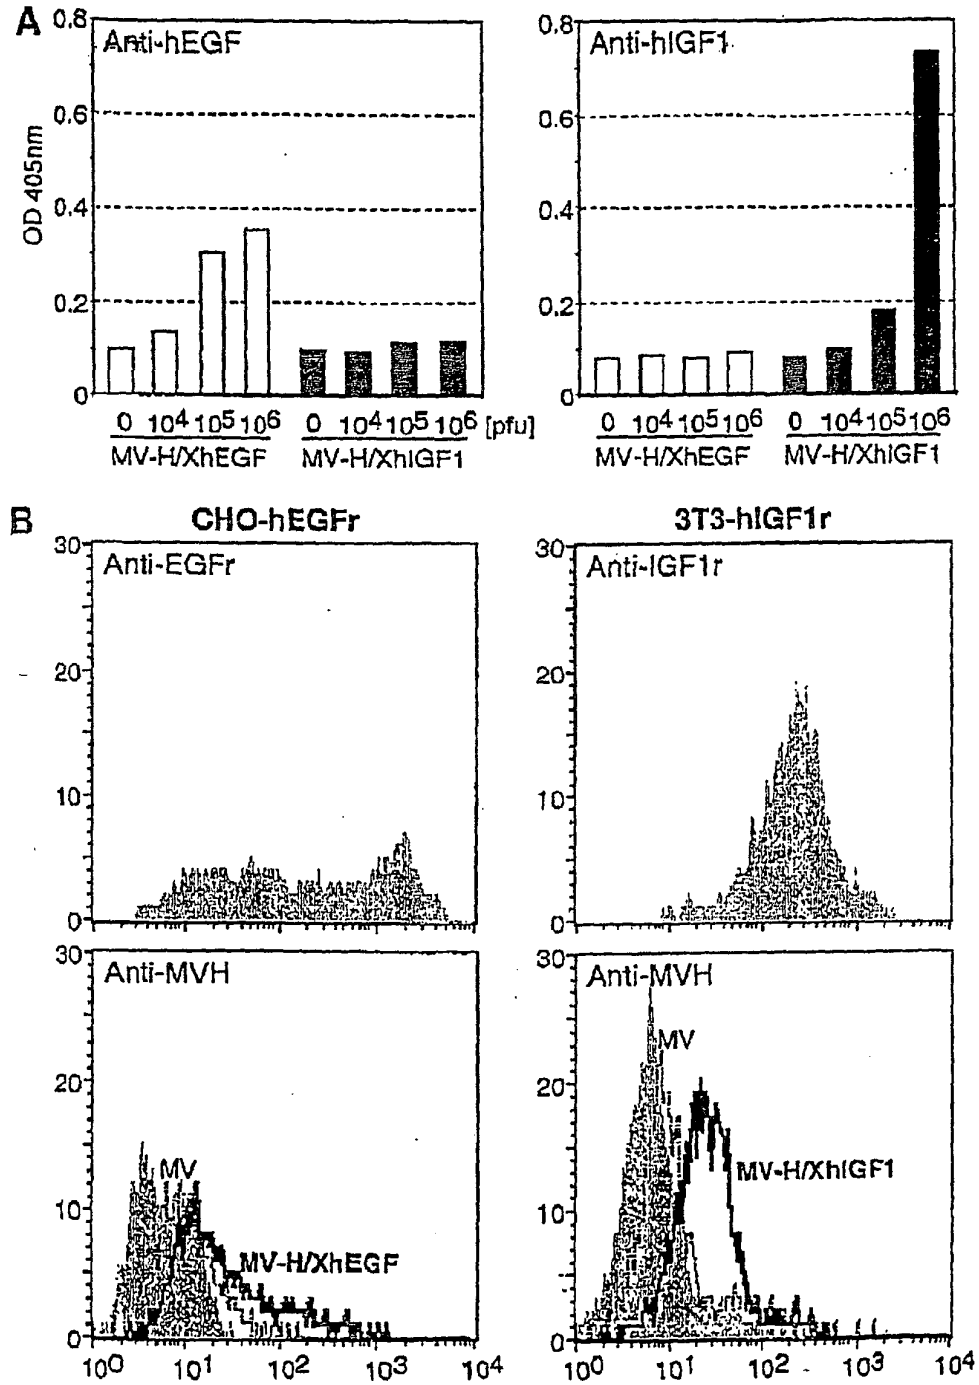 A
Anti-hEGF
Anti-hIGF1
OD 405nm
0.8
0.6
0.4
0.2
0
0.8
0.6
0.4
0.2
0
0 10⁴ 10⁵ 10⁶ 0 10⁴ 10⁵ 10⁶ [pfu]
MV-H/XhEGF MV-H/XhIGF1
0 10⁴ 10⁵ 10⁶ 0 10⁴ 10⁵ 10⁶
MV-H/XhEGF MV-H/XhIGF1
B
CHO-hEGFr
3T3-hIGF1r
30
Anti-EGFr
20
10
0
30
Anti-IGF1r
20
10
0
30
Anti-MVH
20
MV
10
MV-H/XhEGF
0
10⁰ 10¹ 10² 10³ 10⁴
30
Anti-MVH
MV
20
MV-H/XhIGF1
10
0
10⁰ 10¹ 10² 10³ 10⁴